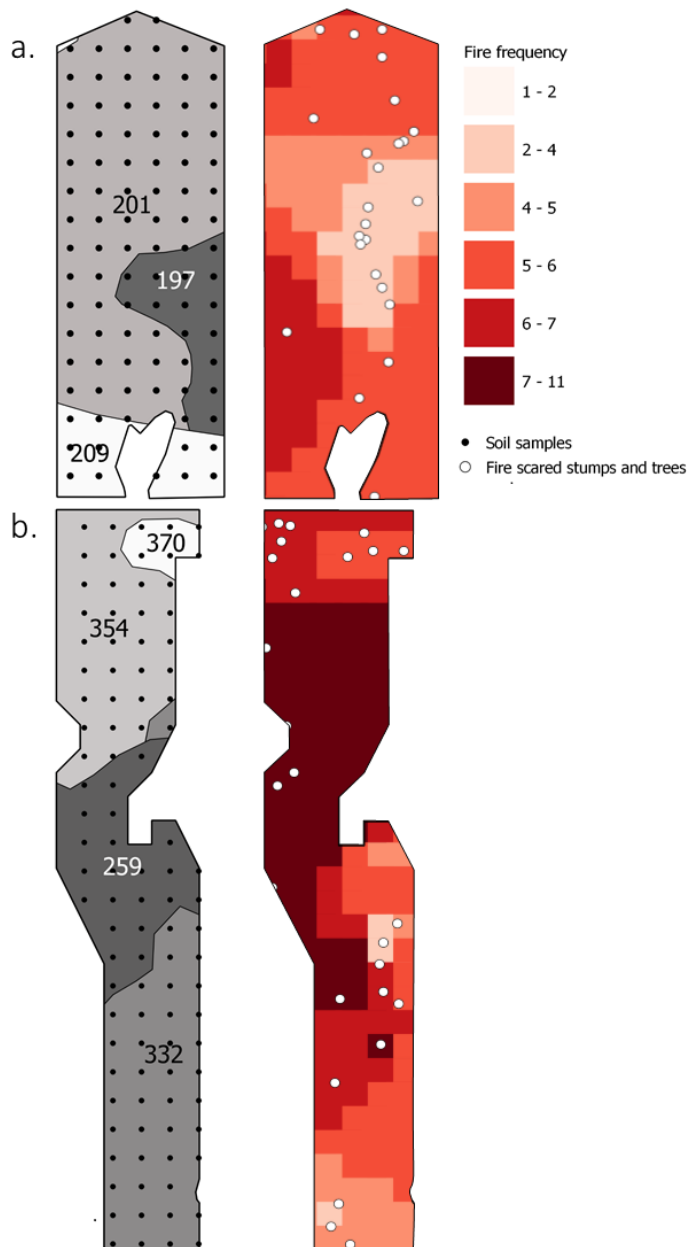 a.
201
197
209
Fire frequency
1 - 2
2 - 4
4 - 5
5 - 6
6 - 7
7 - 11
Soil samples
Fire scared stumps and trees
b.
370
354
259
332